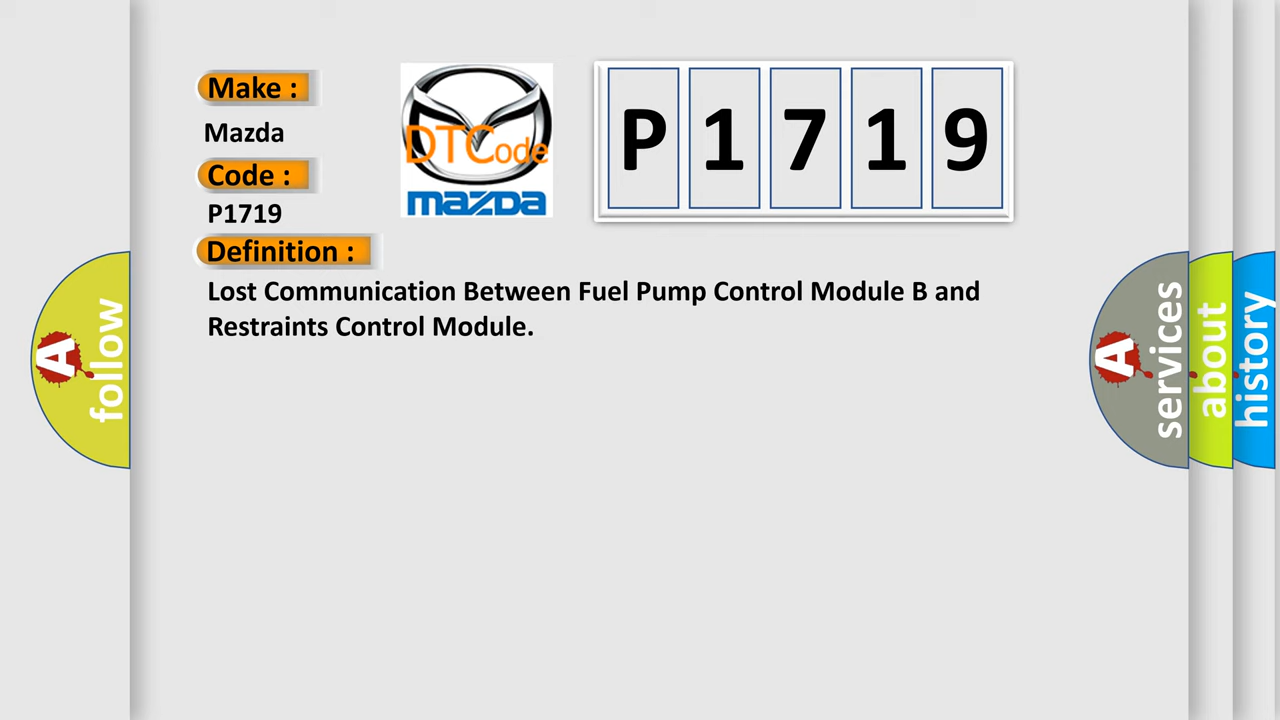 Make :
Mazda
Code :
P1719
Definition :
Lost Communication Between Fuel Pump Control Module B and
Restraints Control Module.
DTCode
mazda
P 1 7 1 9
A follow
A services
about
history